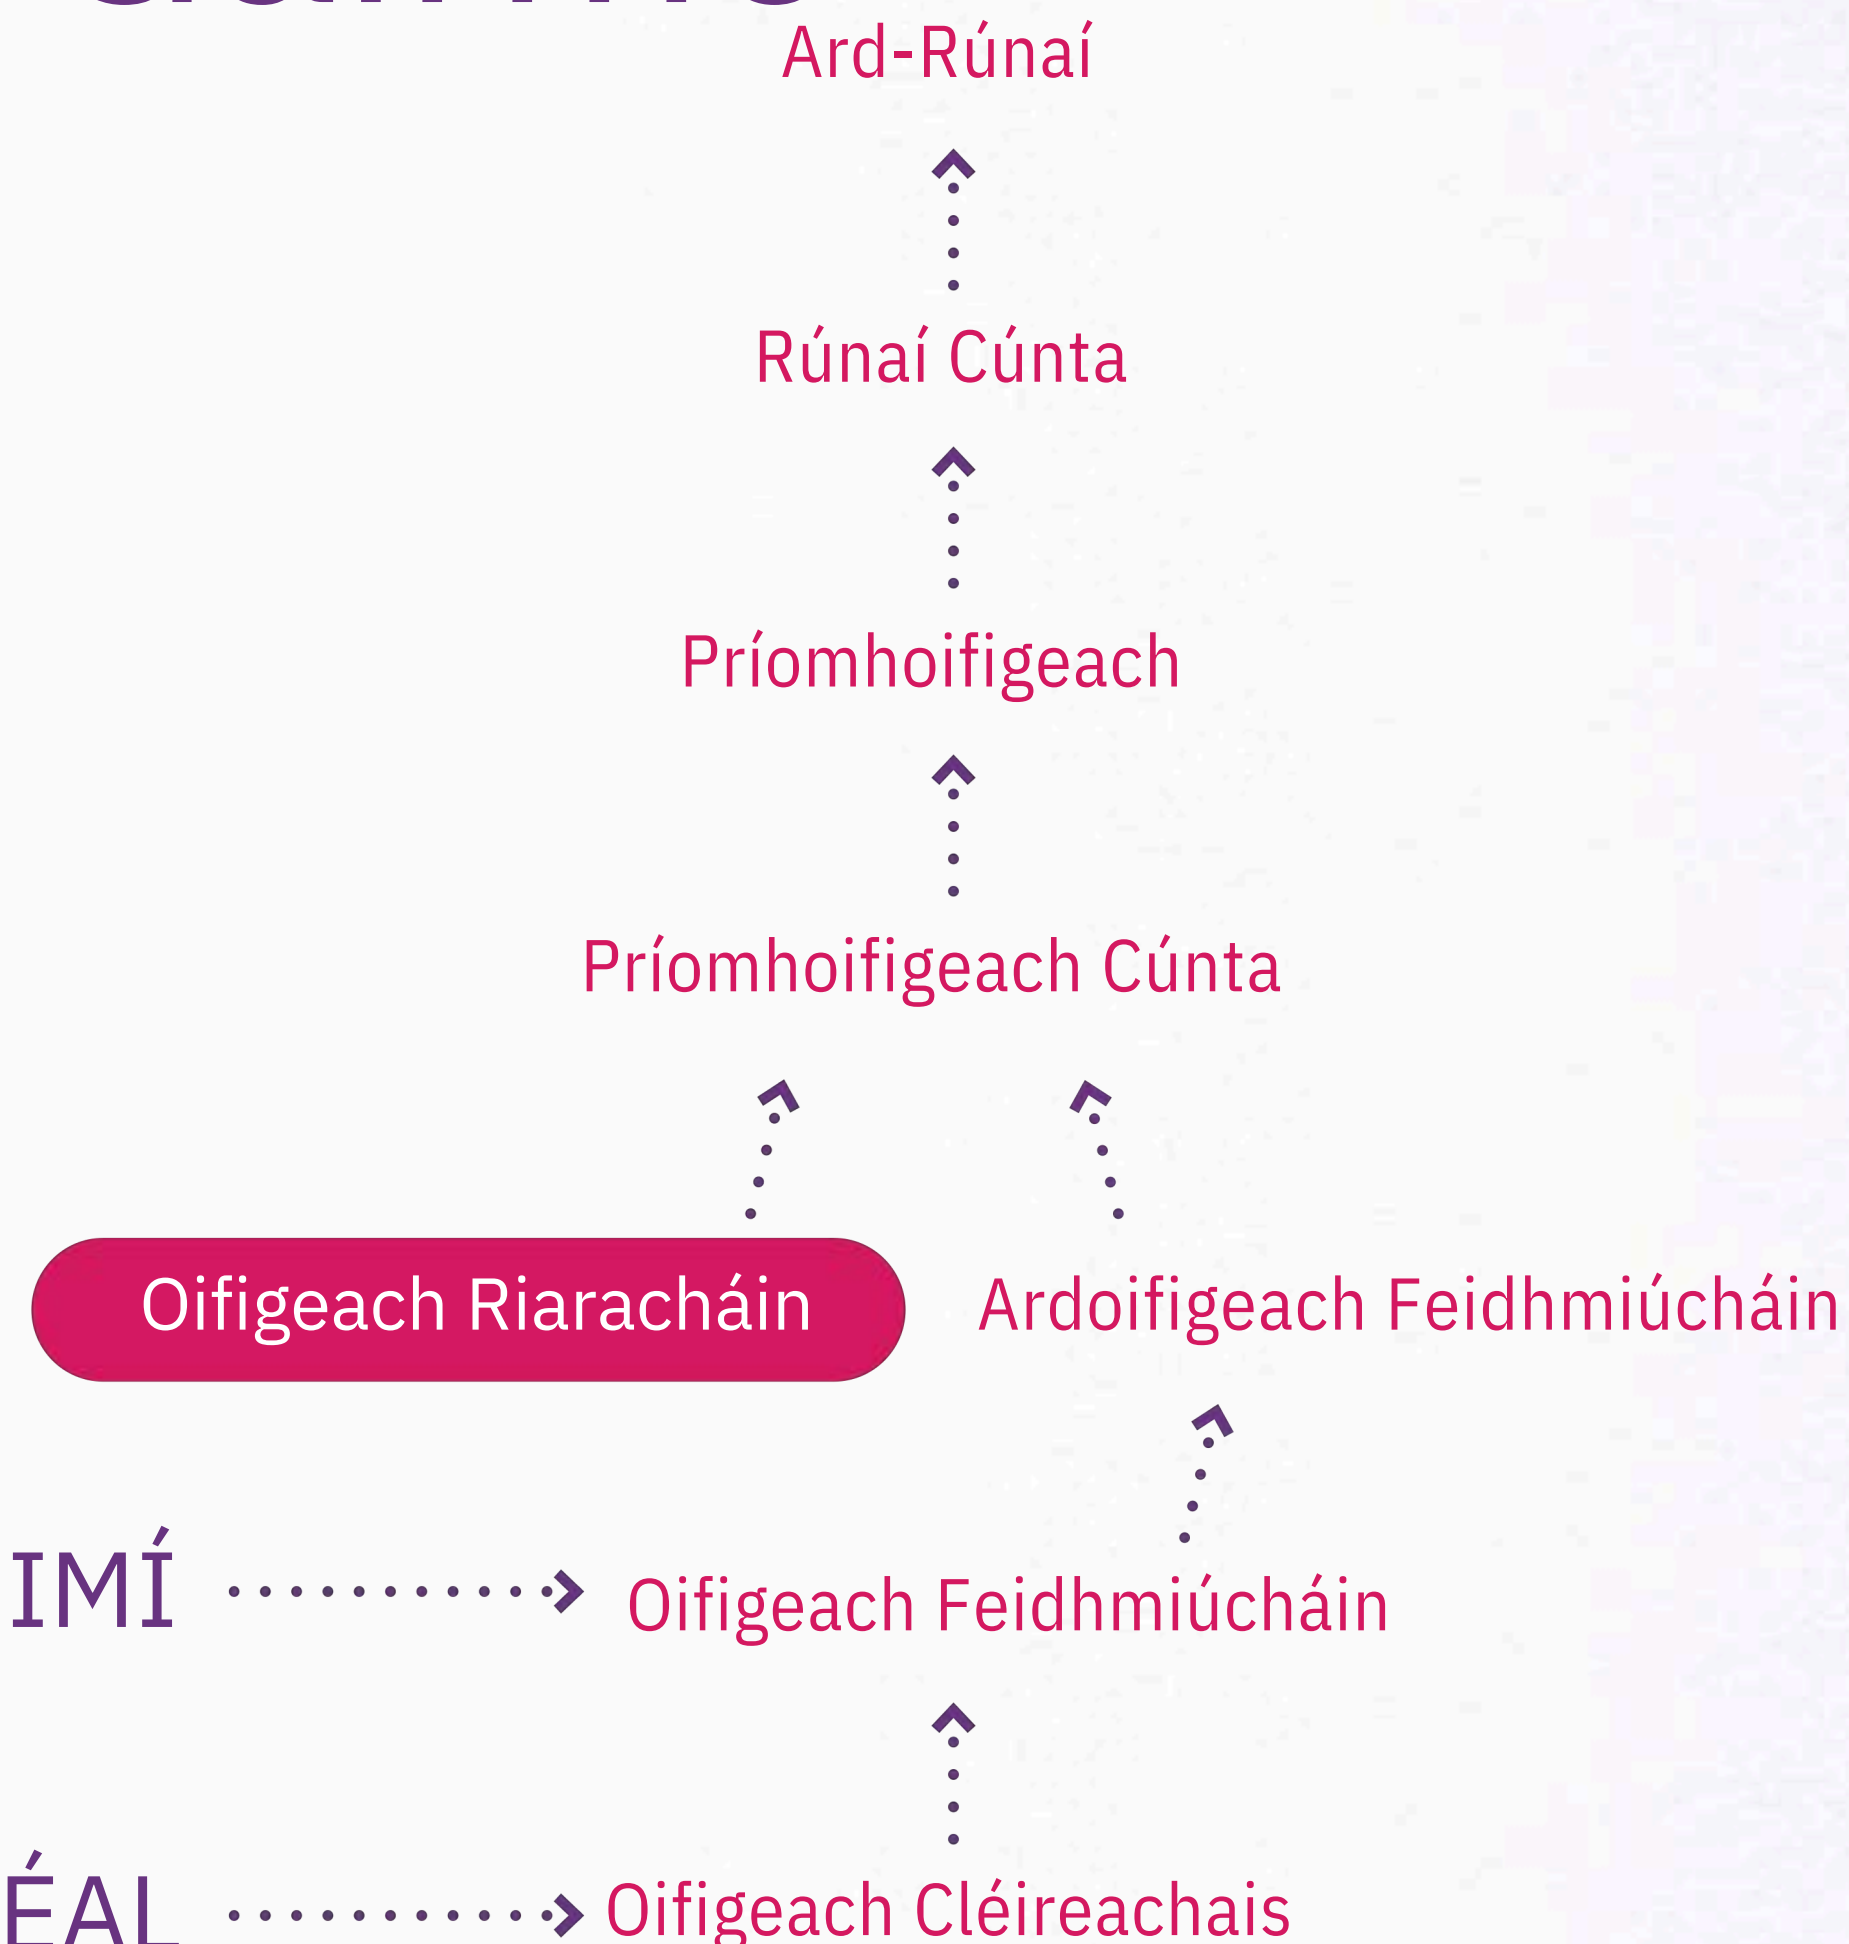 Ard-Rúnaí
Rúnaí Cúnta
Príomhoifigeach
Príomhoifigeach Cúnta
Oifigeach Riaracháin
Ardoifigeach Feidhmiúcháin
IMÍ
Oifigeach Feidhmiúcháin
ÉAL
Oifigeach Cléireachais